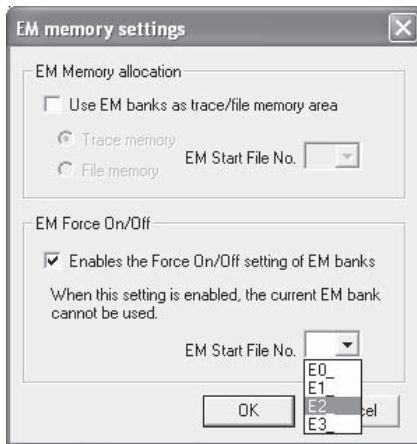 EM memory settings
EM Memory allocation
Use EM banks as trace/file memory area
Trace memory
File memory
EM Start File No.
EM Force On/Off
Enables the Force On/Off setting of EM banks
When this setting is enabled, the current EM bank
cannot be used.
EM Start File No.
E0_
E1_
E2_
E3_
OK
el